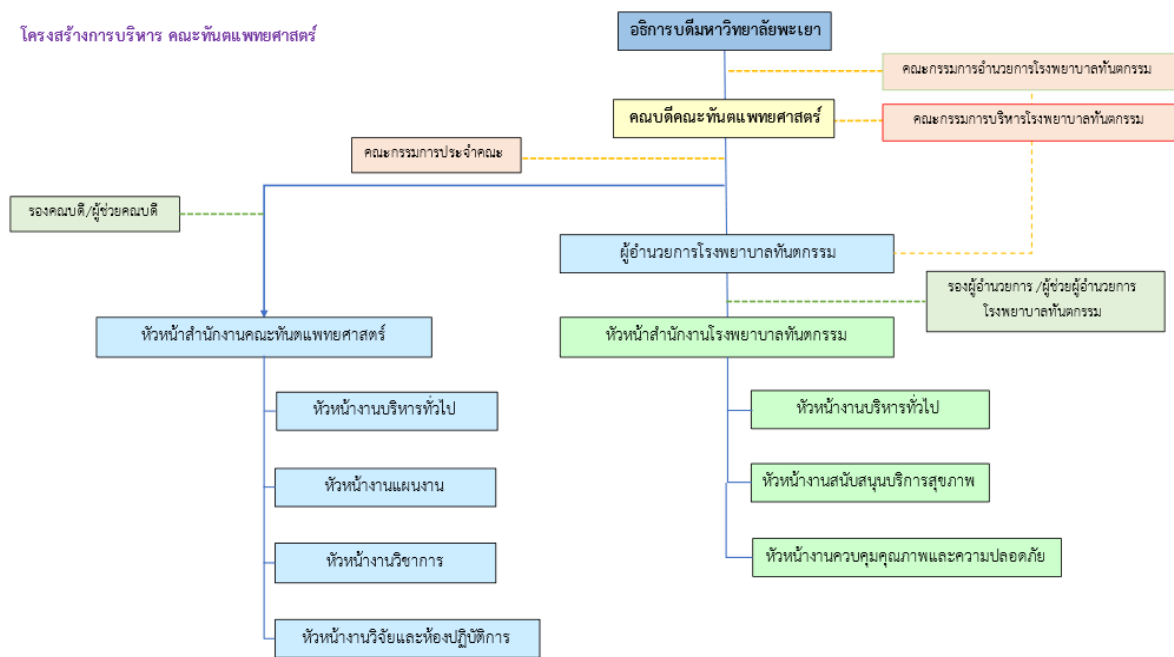 โครงสร้างการบริหาร คณะทันตแพทยศาสตร์
อธิการบดีมหาวิทยาลัยพะเยา
คณะกรรมการอำนวยการโรงพยาบาลทันตกรรม
คณบดีคณะทันตแพทยศาสตร์
คณะกรรมการบริหารโรงพยาบาลทันตกรรม
คณะกรรมการประจำคณะ
รองคณบดี/ผู้ช่วยคณบดี
ผู้อำนวยการโรงพยาบาลทันตกรรม
รองผู้อำนวยการ /ผู้ช่วยผู้อำนวยการ
โรงพยาบาลทันตกรรม
หัวหน้าสำนักงานคณะทันตแพทยศาสตร์
หัวหน้าสำนักงานโรงพยาบาลทันตกรรม
หัวหน้างานบริหารทั่วไป
หัวหน้างานแผนงาน
หัวหน้างานวิชาการ
หัวหน้างานวิจัยและห้องปฏิบัติการ
หัวหน้างานบริหารทั่วไป
หัวหน้างานสนับสนุนบริการสุขภาพ
หัวหน้างานควบคุมคุณภาพและความปลอดภัย